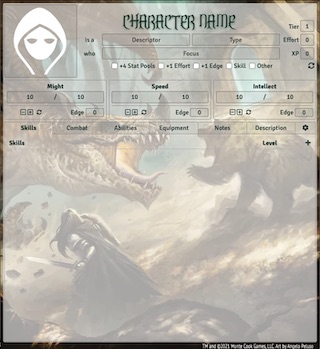 CHARACTER NAME
Tier 1
is a Descriptor Type Effort 0
who Focus XP 0
+4 Stat Pools +1 Effort +1 Edge Skill Other
Might Speed Intellect
10 / 10 10 / 10 10 / 10
Edge 0 Edge 0 Edge 0
Skills Combat Abilities Equipment Notes Description
Skills Level +
TM and ©2021 Monte Cook Games, LLC. Art by Angelo Peluso